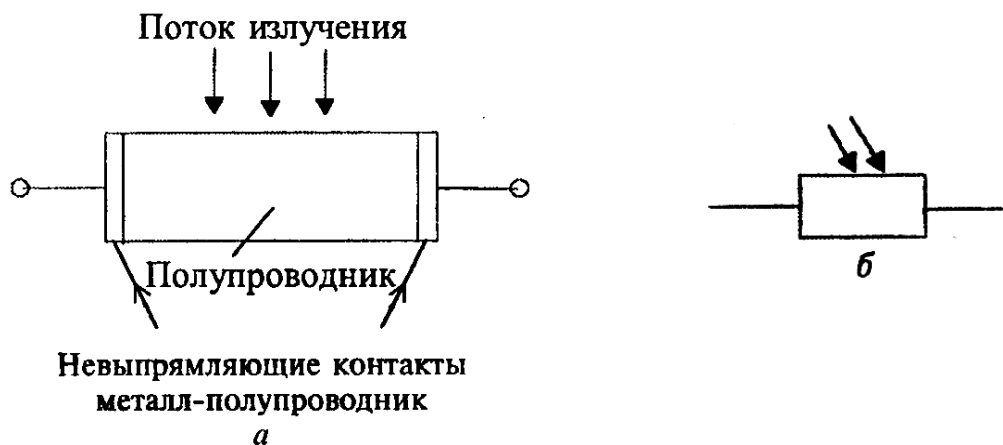 Поток излучения
Полупроводник
Невыпрямляющие контакты
металл-полупроводник
а
б